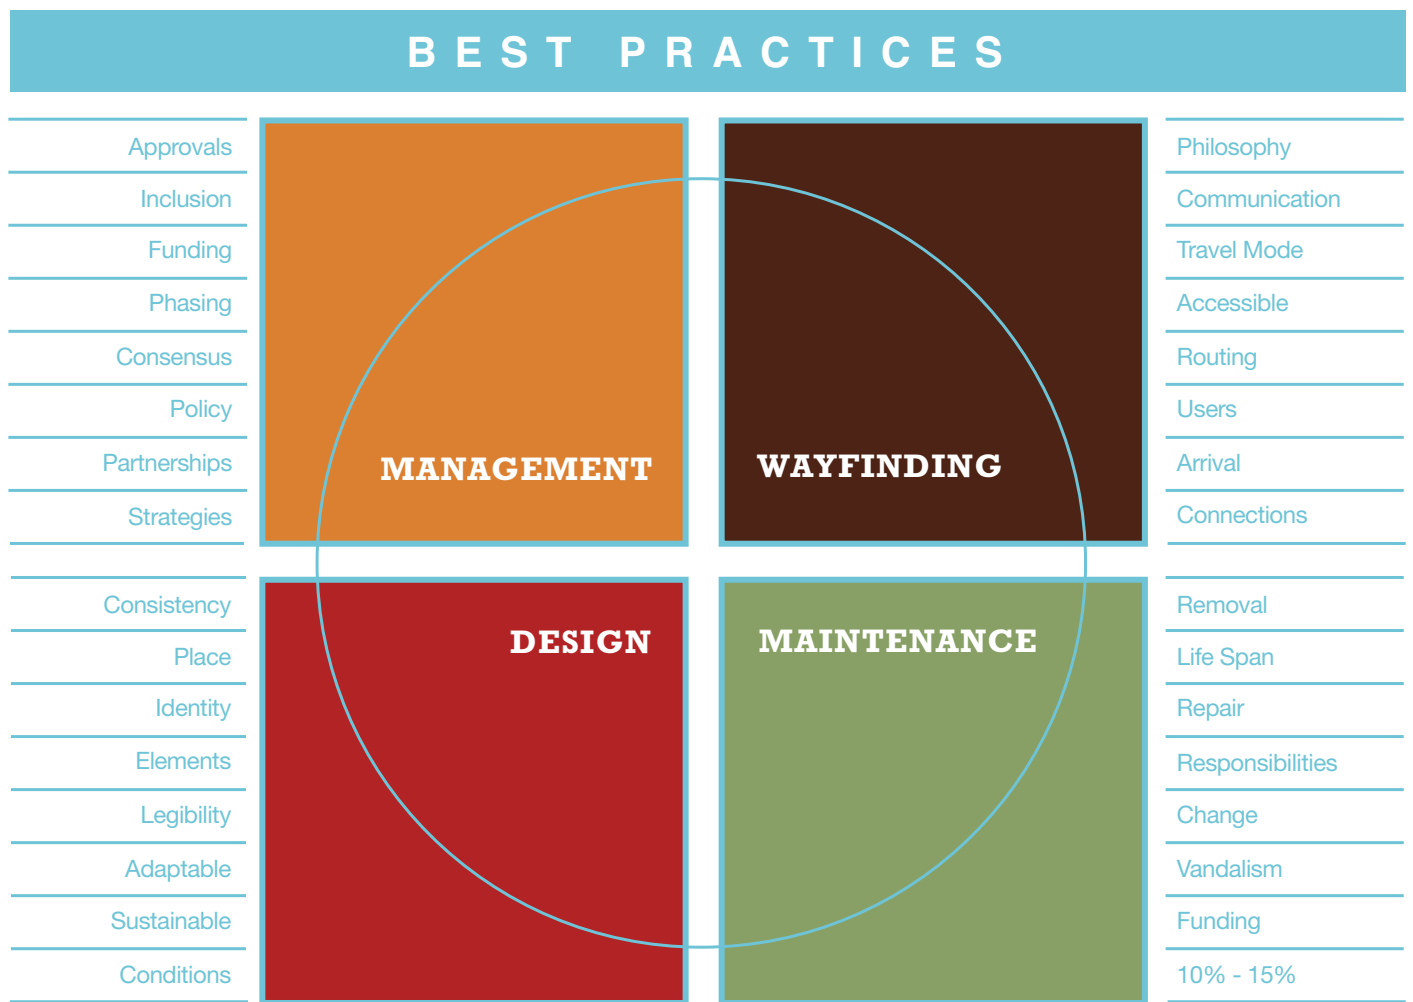 BEST PRACTICES
Approvals
Inclusion
Funding
Phasing
Consensus
Policy
Partnerships
Strategies
MANAGEMENT
WAYFINDING
Philosophy
Communication
Travel Mode
Accessible
Routing
Users
Arrival
Connections
Consistency
Place
Identity
Elements
Legibility
Adaptable
Sustainable
Conditions
DESIGN
MAINTENANCE
Removal
Life Span
Repair
Responsibilities
Change
Vandalism
Funding
10% - 15%